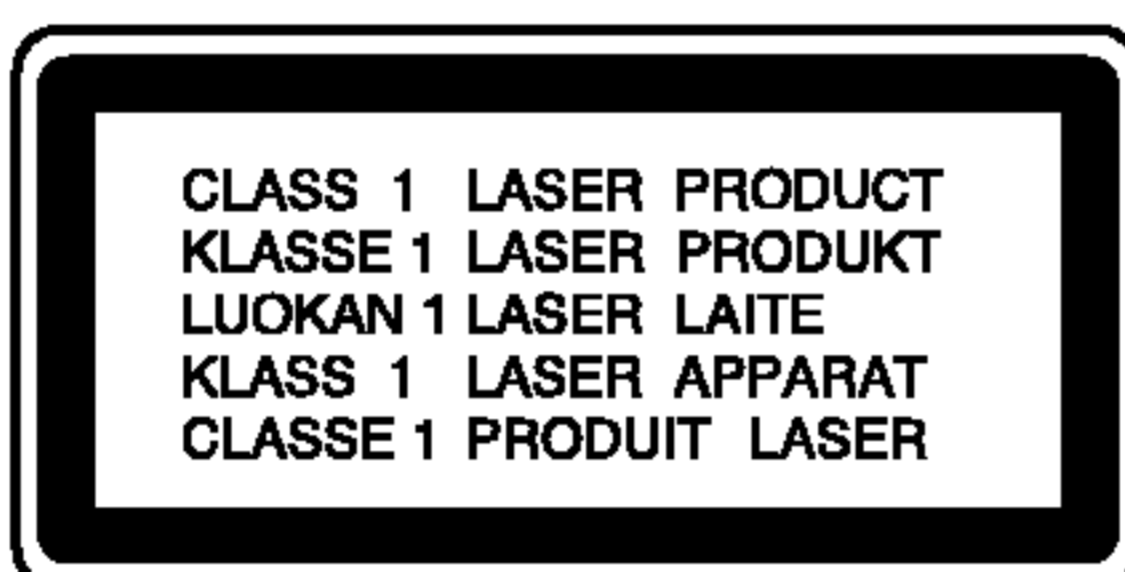 CLASS 1 LASER PRODUCT
KLASSE 1 LASER PRODUKT
LUOKAN 1 LASER LAITE
KLASS 1 LASER APPARAT
CLASSE 1 PRODUIT LASER